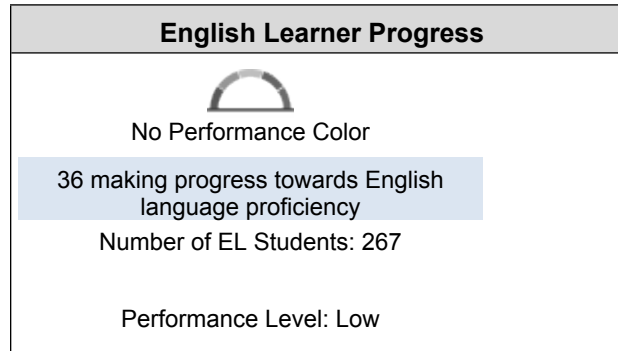 English Learner Progress
No Performance Color
36 making progress towards English
language proficiency
Number of EL Students: 267
Performance Level: Low